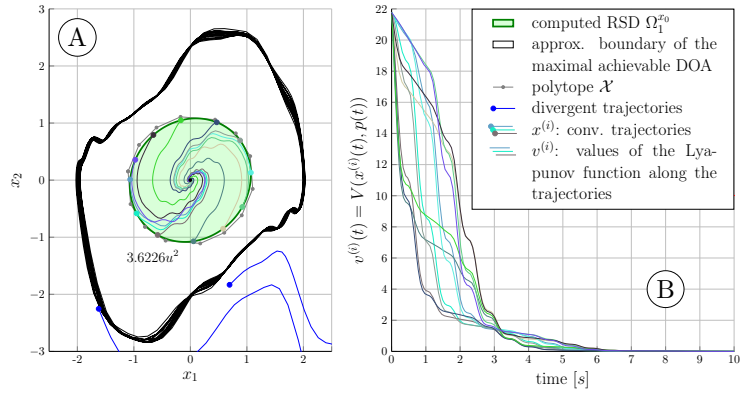 A
3
2
1
0
−1
−2
−3
−2
−1
0
1
2
x₁
x₂
3.6226u²
B
22
20
18
16
14
12
10
8
6
4
2
0
0
1
2
3
4
5
6
7
8
9
10
time [s]
v⁽ⁱ⁾(t) = V(x⁽ⁱ⁾(t), p(t))
computed RSD Ω₁ˣ⁰
approx. boundary of the
maximal achievable DOA
polytope 𝒳
divergent trajectories
x⁽ⁱ⁾: conv. trajectories
v⁽ⁱ⁾: values of the Lya-
punov function along the
trajectories